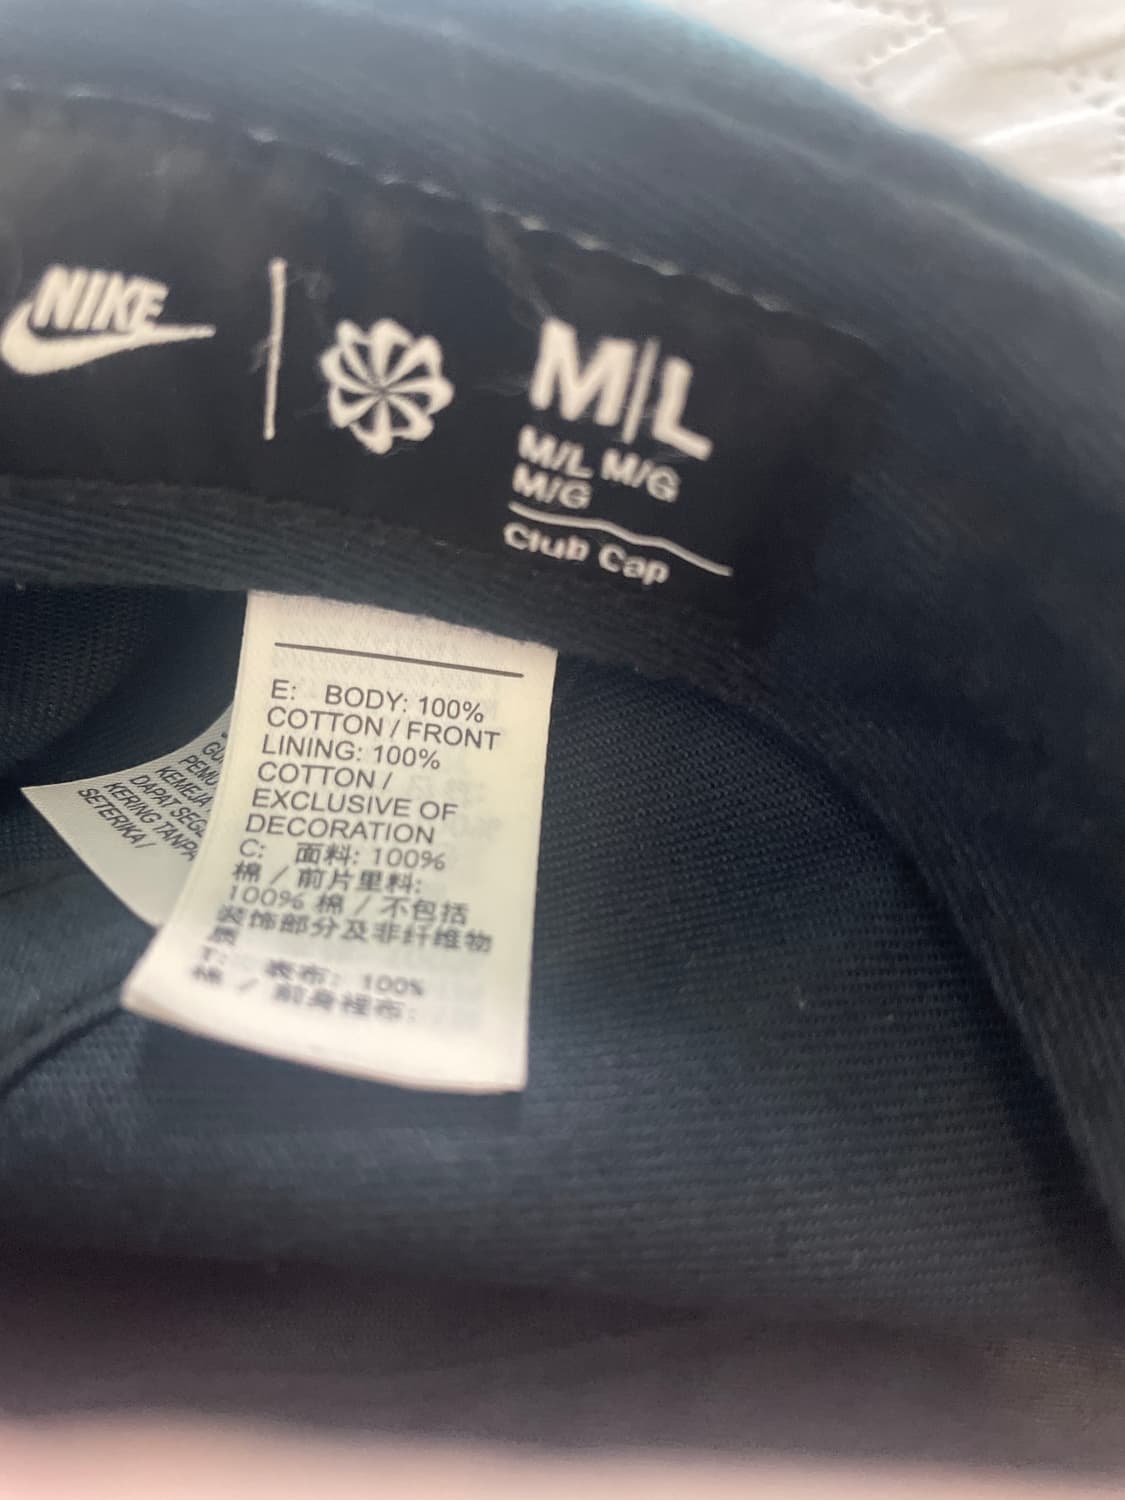 NIKE
M|L
M/L M/G
M/G
Club Cap
E: BODY: 100%
COTTON / FRONT
LINING: 100%
COTTON /
EXCLUSIVE OF
DECORATION
C: 面料: 100%
棉 / 前片里料:
100% 棉 / 不包括
装饰部分及非纤维物
质
T: 表布: 100%
棉 / 前身裡布:
KEMEJA
DAPAT
KERING TANPA
SETERIKA /